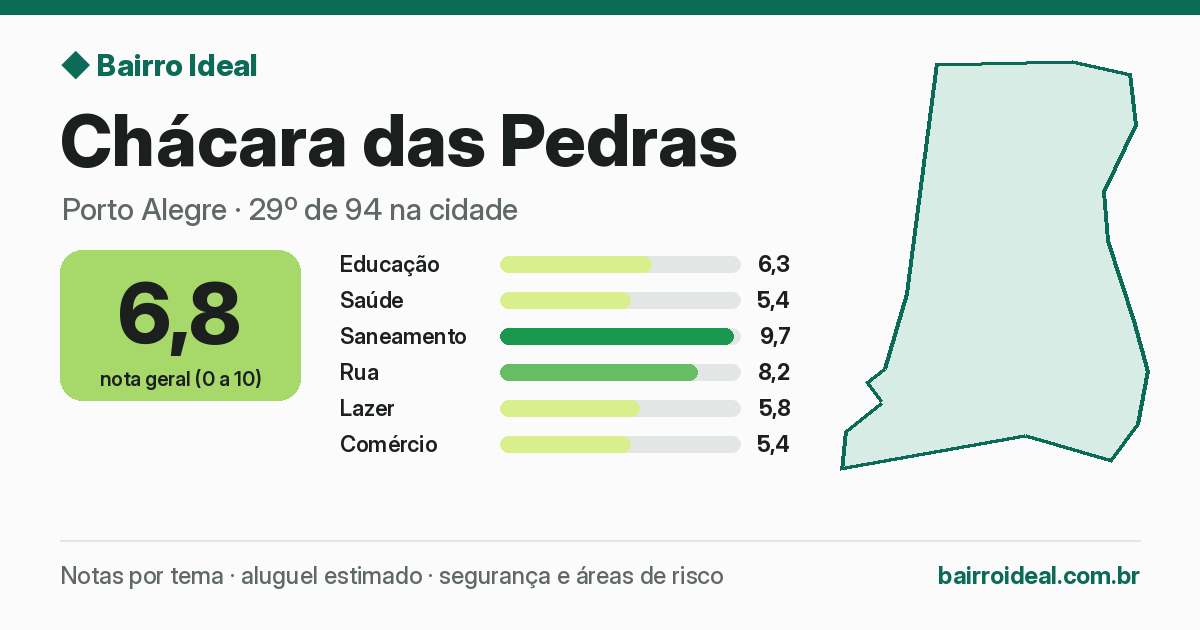 Bairro Ideal
Chácara das Pedras
Porto Alegre · 29º de 94 na cidade
6,8
nota geral (0 a 10)
Educação 6,3
Saúde 5,4
Saneamento 9,7
Rua 8,2
Lazer 5,8
Comércio 5,4
Notas por tema · aluguel estimado · segurança e áreas de risco
bairroideal.com.br